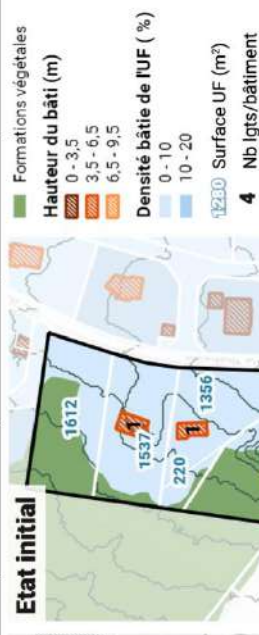 Etat initial
1612
1537
1
220
1
1356
Formations végétales
Hauteur du bâti (m)
0 - 3,5
3,5 - 6,5
6,5 - 9,5
Densité bâtie de l'UF ( %)
0 - 10
10 - 20
1280 Surface UF (m²)
4 Nb lgts/bâtiment